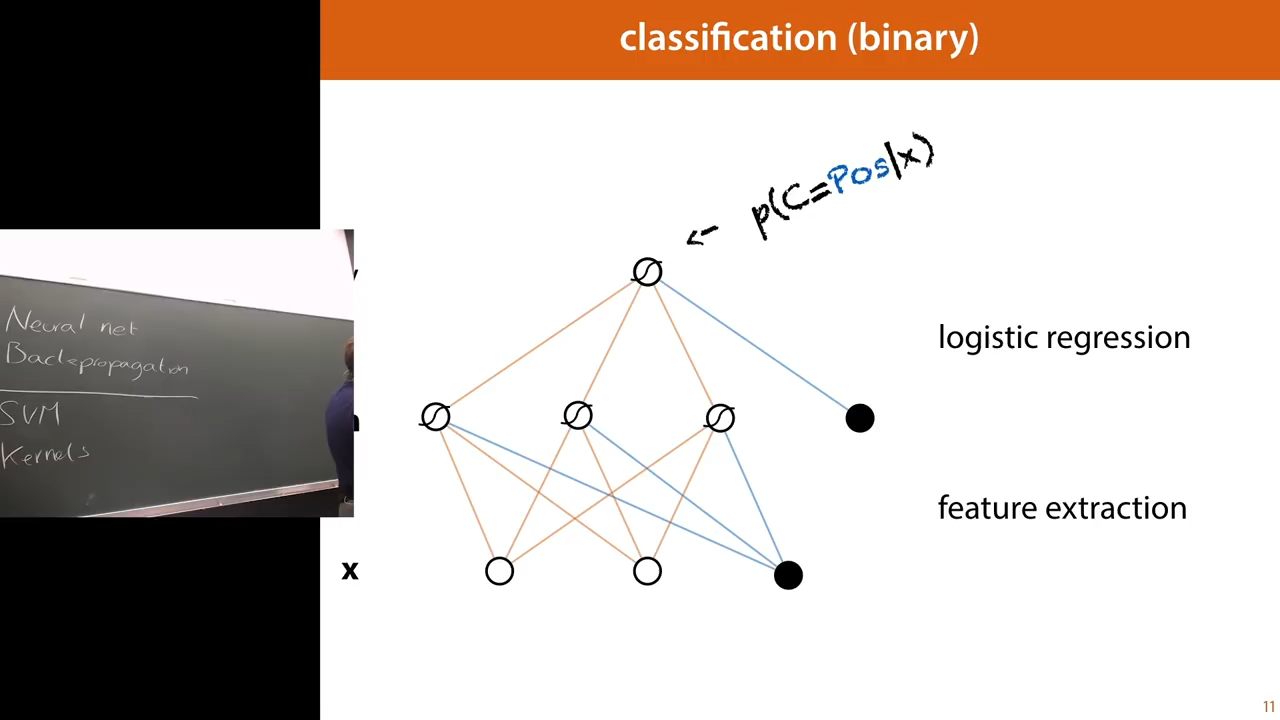 classification (binary)
p(C=Pos|x)
logistic regression
Neural net
Backpropagation
SVM
Kernels
feature extraction
x
11